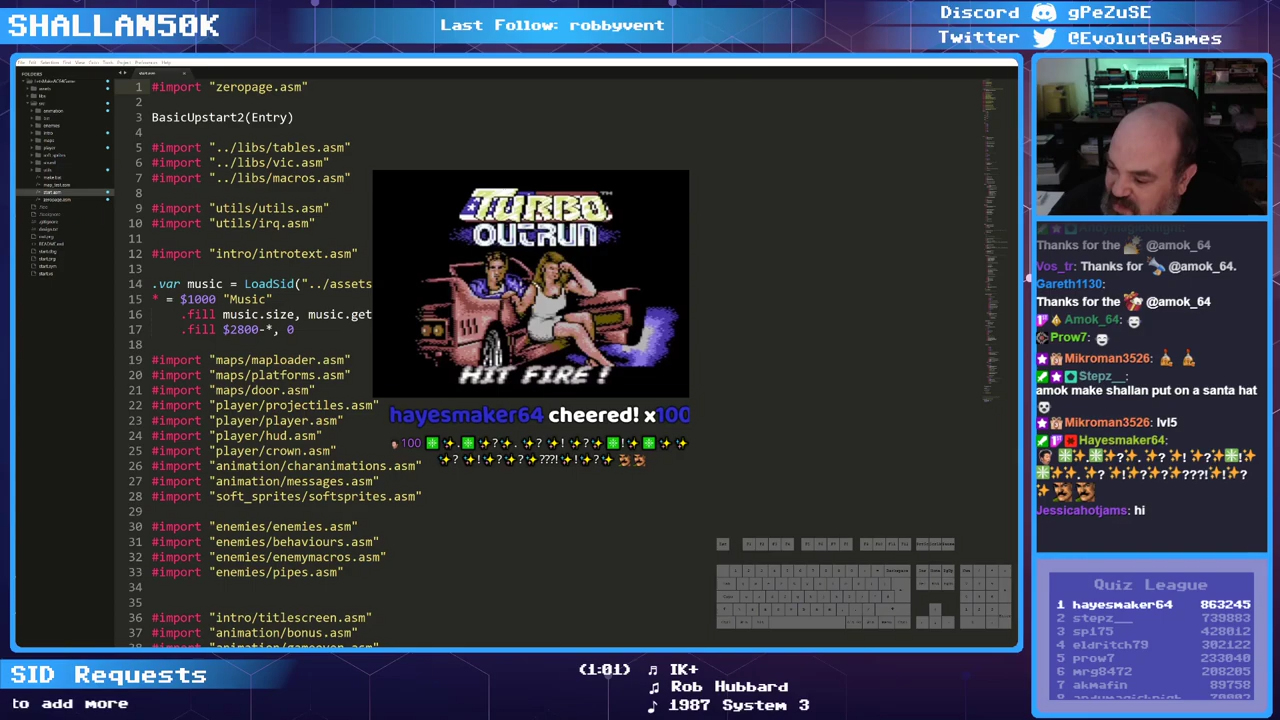 SHALLAN50K
Last Follow: robbyvent
Discord gPeZuSE
Twitter @EvoluteGames
FOLDERS
start.asm
1 #import "zeropage.asm"
2
3 BasicUpstart2(Entry)
4
5 #import "../libs/tables.asm"
6 #import "../libs/vic.asm"
7 #import "../libs/macros.asm"
8
9 #import "utils/utils.asm"
10 #import "utils/irq.asm"
11
12 #import "intro/introtext.asm"
13
14 .var music = LoadSid("../assets
15 * = $1000 "Music"
16 .fill music.size, music.get
17 .fill $2800-*, 0
18
19 #import "maps/maploader.asm"
20 #import "maps/platforms.asm"
21 #import "maps/door.asm"
22 #import "player/projectiles.asm"
23 #import "player/player.asm"
24 #import "player/hud.asm"
25 #import "player/crown.asm"
26 #import "animation/charanimations.asm"
27 #import "animation/messages.asm"
28 #import "soft_sprites/softsprites.asm"
29
30 #import "enemies/enemies.asm"
31 #import "enemies/behaviours.asm"
32 #import "enemies/enemymacros.asm"
33 #import "enemies/pipes.asm"
34
35
36 #import "intro/titlescreen.asm"
37 #import "animation/bonus.asm"
TURBO
OUTRUN
HIT FIRE!
hayesmaker64 cheered! x100
Thanks for the @amok_64
Vos_tr: Thanks for @amok_64.
Gareth1130:
Thanks for the @amok_64
Amok_64:
Prow7:
Mikroman3526:
Stepz__:
amok make shallan put on a santa hat
Mikroman3526: lvl5
Hayesmaker64:
Jessicahotjams: hi
Quiz League
1 hayesmaker64 863245
2 stepz__ 739883
3 sp175 428012
4 eldritch79 302122
5 prow7 233040
6 mrg8472 208205
7 akmafin 89758
SID Requests
to add more
(1:01) IK+
Rob Hubbard
1987 System 3